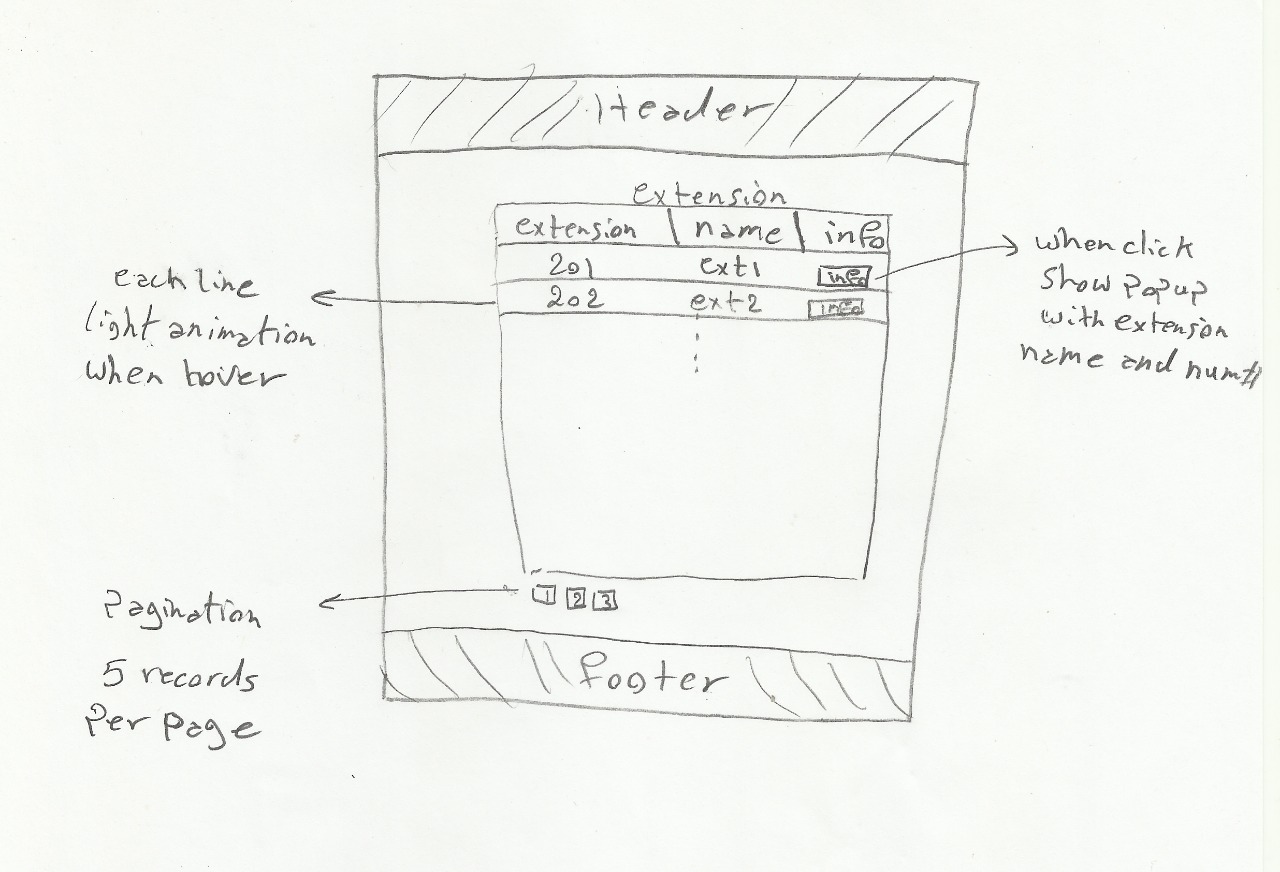 Header
extension
extension name info
201 ext1 info
202 ext2 info
when click
show popup
with extension
name and num#
each line
light animation
when hover
1 2 3
Pagination
5 records
Per page
footer